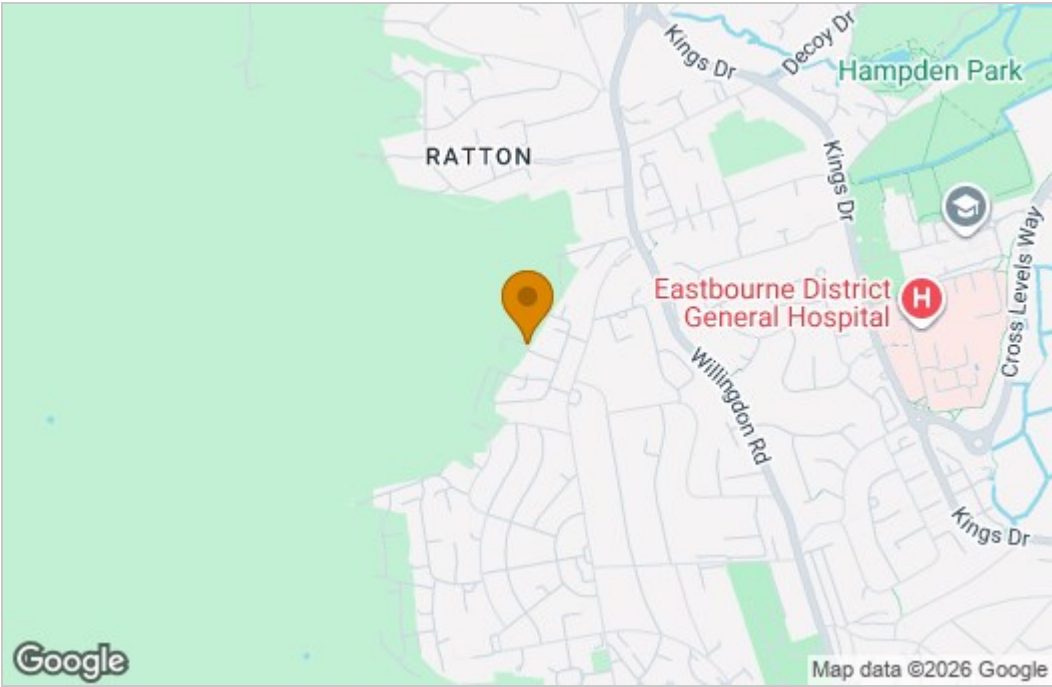 Kings Dr
Decoy Dr
Hampden Park
RATTON
Kings Dr
Cross Levels Way
Eastbourne District
General Hospital
H
Willingdon Rd
Kings Dr
Google
Map data ©2026 Google